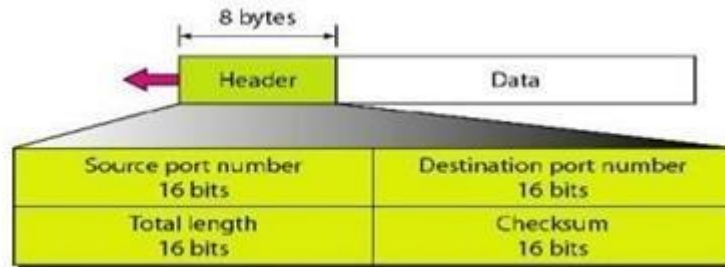 8 bytes
Header
Data
Source port number
16 bits
Destination port number
16 bits
Total length
16 bits
Checksum
16 bits